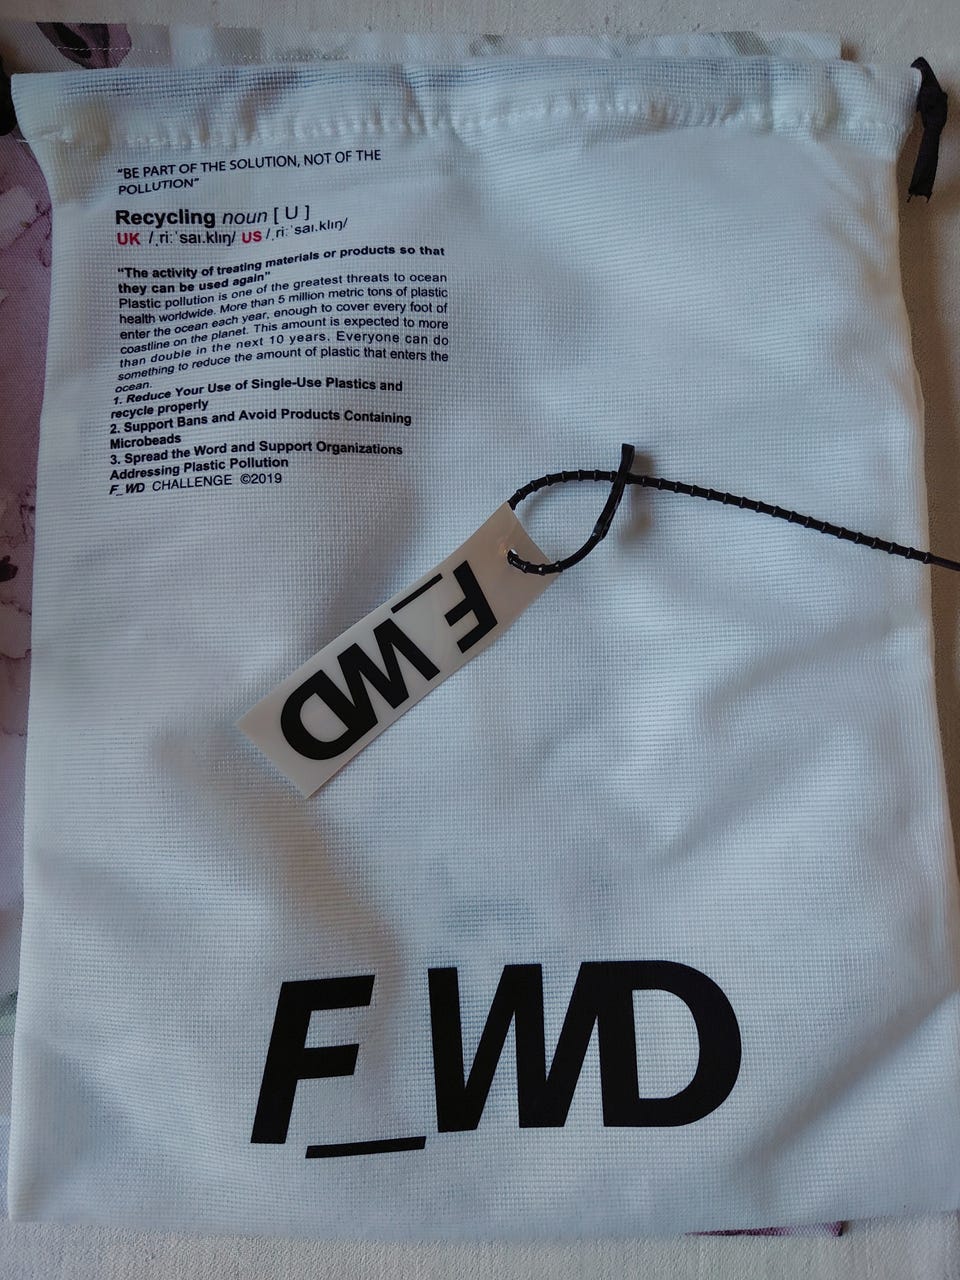 “BE PART OF THE SOLUTION, NOT OF THE
POLLUTION”
Recycling noun [ U ]
UK /ˌriːˈsaɪ.klɪŋ/ US /ˌriːˈsaɪ.klɪŋ/
“The activity of treating materials or products so that
they can be used again”
Plastic pollution is one of the greatest threats to ocean
health worldwide. More than 5 million metric tons of plastic
enter the ocean each year, enough to cover every foot of
coastline on the planet. This amount is expected to more
than double in the next 10 years. Everyone can do
something to reduce the amount of plastic that enters the
ocean.
1. Reduce Your Use of Single-Use Plastics and
recycle properly
2. Support Bans and Avoid Products Containing
Microbeads
3. Spread the Word and Support Organizations
Addressing Plastic Pollution
F_WD CHALLENGE ©2019
F_WD
F_WD